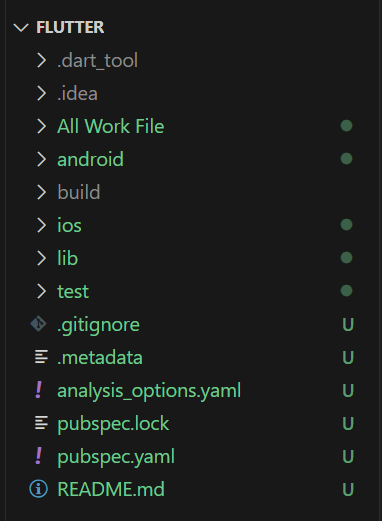 FLUTTER
.dart_tool
.idea
All Work File
android
build
ios
lib
test
.gitignore U
.metadata U
analysis_options.yaml U
pubspec.lock U
pubspec.yaml U
README.md U